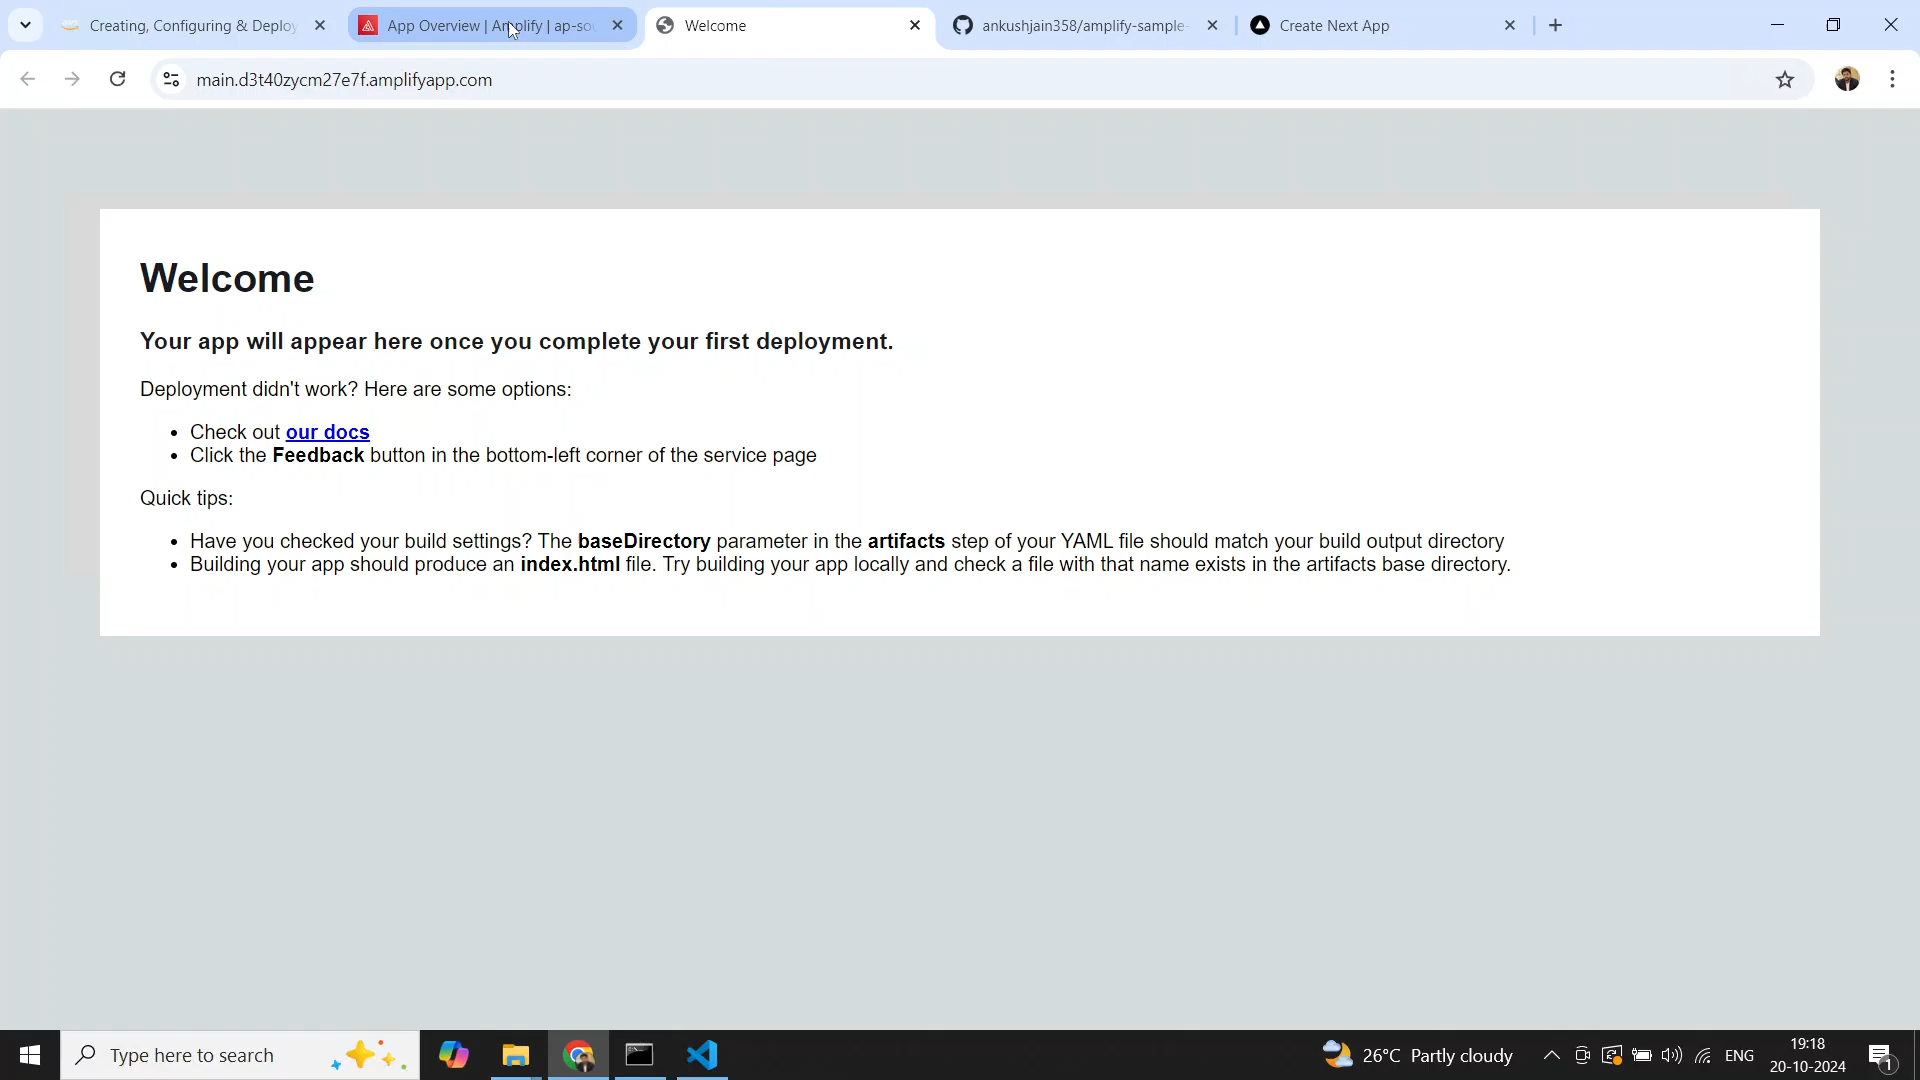 Creating, Configuring & Deploy
App Overview | Amplify | ap-sou
Welcome
ankushjain358/amplify-sample-
Create Next App
main.d3t40zycm27e7f.amplifyapp.com
Welcome
Your app will appear here once you complete your first deployment.
Deployment didn't work? Here are some options:
• Check out our docs
• Click the Feedback button in the bottom-left corner of the service page
Quick tips:
• Have you checked your build settings? The baseDirectory parameter in the artifacts step of your YAML file should match your build output directory
• Building your app should produce an index.html file. Try building your app locally and check a file with that name exists in the artifacts base directory.
Type here to search
26°C Partly cloudy
ENG
19:18
20-10-2024
1